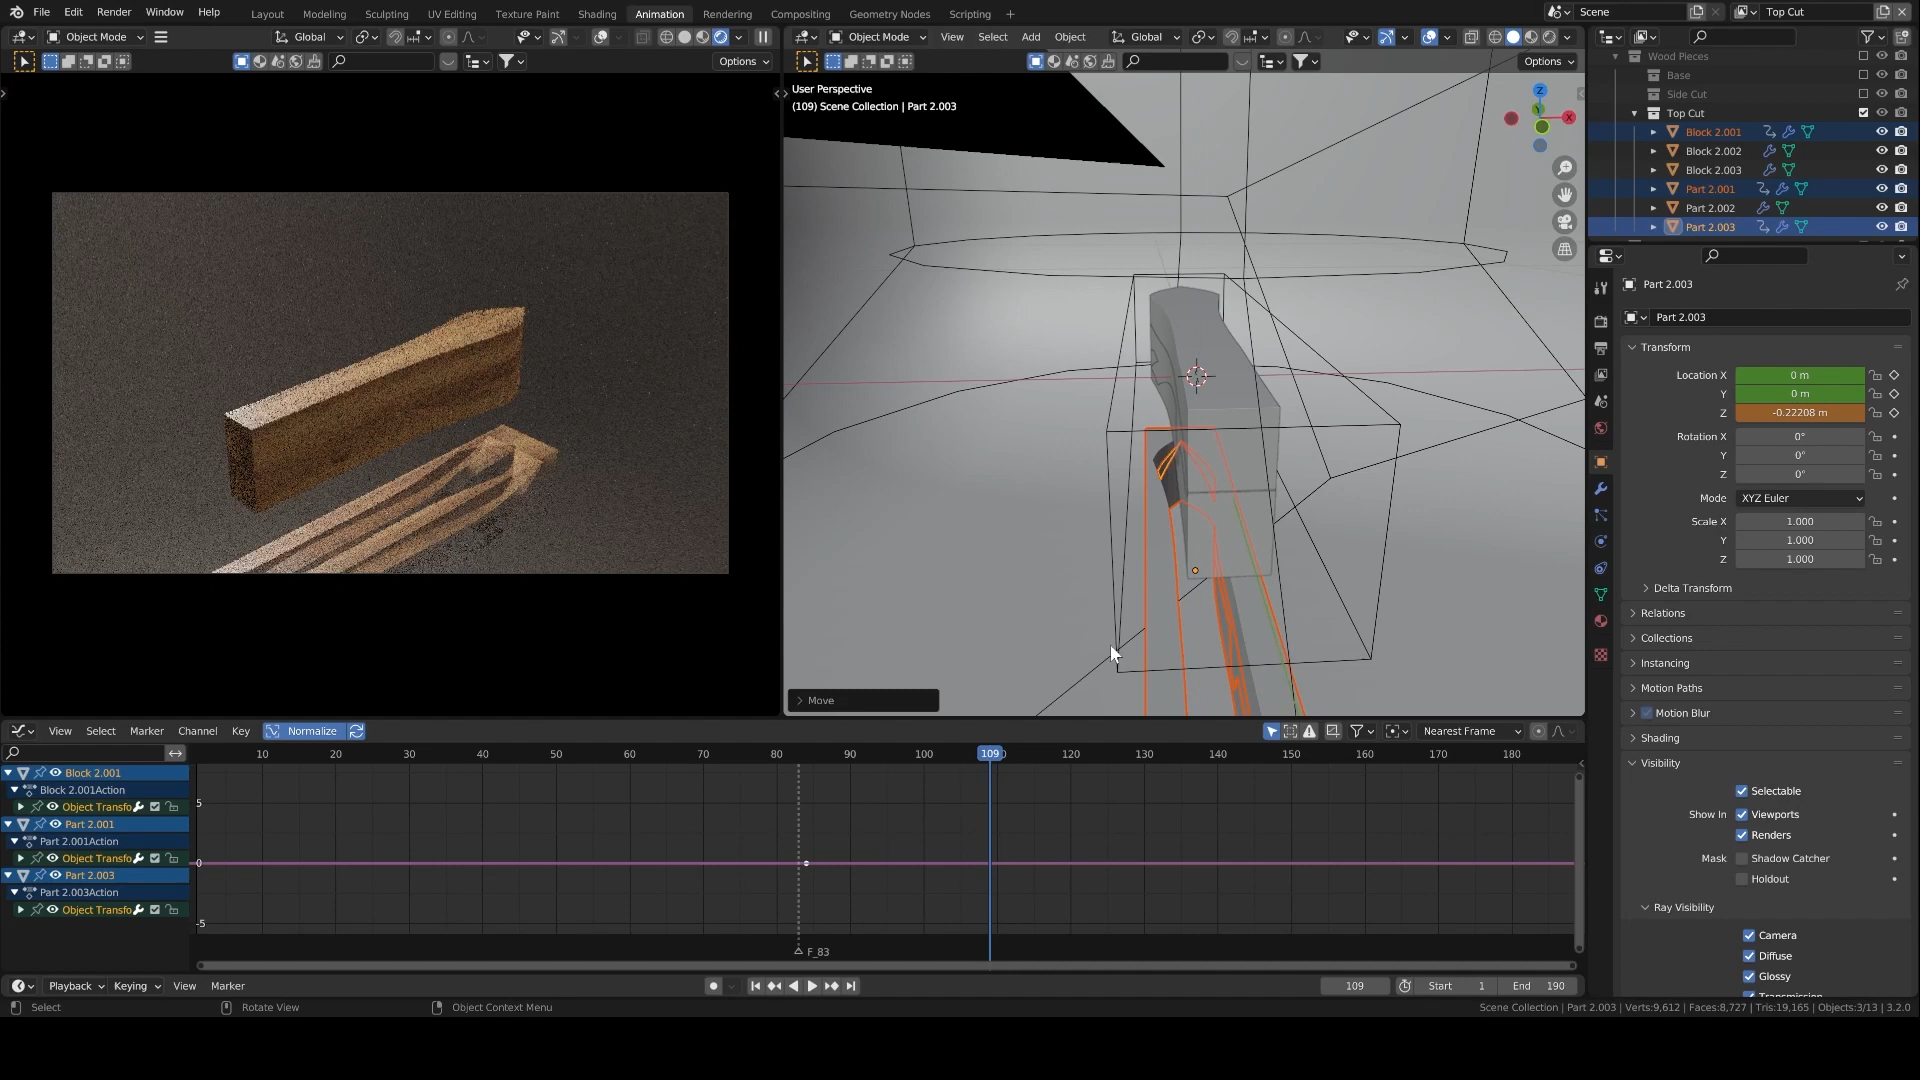 File Edit Render Window Help Layout Modeling Sculpting UV Editing Texture Paint Shading Animation Rendering Compositing Geometry Nodes Scripting + Scene Top Cut
Object Mode Global Object Mode View Select Add Object Global
Options Options
User Perspective
(109) Scene Collection | Part 2.003
Z
X
Y
Move
Wood Pieces
Base
Side Cut
Top Cut
Block 2.001
Block 2.002
Block 2.003
Part 2.001
Part 2.002
Part 2.003
Part 2.003
Part 2.003
Transform
Location X 0 m
Y 0 m
Z -0.22208 m
Rotation X 0°
Y 0°
Z 0°
Mode XYZ Euler
Scale X 1.000
Y 1.000
Z 1.000
Delta Transform
Relations
Collections
Instancing
Motion Paths
Motion Blur
Shading
Visibility
Selectable
Show In Viewports
Renders
Mask Shadow Catcher
Holdout
Ray Visibility
Camera
Diffuse
Glossy
Transmission
View Select Marker Channel Key Normalize Nearest Frame
10 20 30 40 50 60 70 80 90 100 109 120 130 140 150 160 170 180
Block 2.001
Block 2.001Action
Object Transfo
Part 2.001
Part 2.001Action
Object Transfo
Part 2.003
Part 2.003Action
Object Transfo
5
0
-5
F_83
Playback Keying View Marker 109 Start 1 End 190
Select Rotate View Object Context Menu Scene Collection | Part 2.003 | Verts:9,612 | Faces:8,727 | Tris:19,165 | Objects:3/13 | 3.2.0